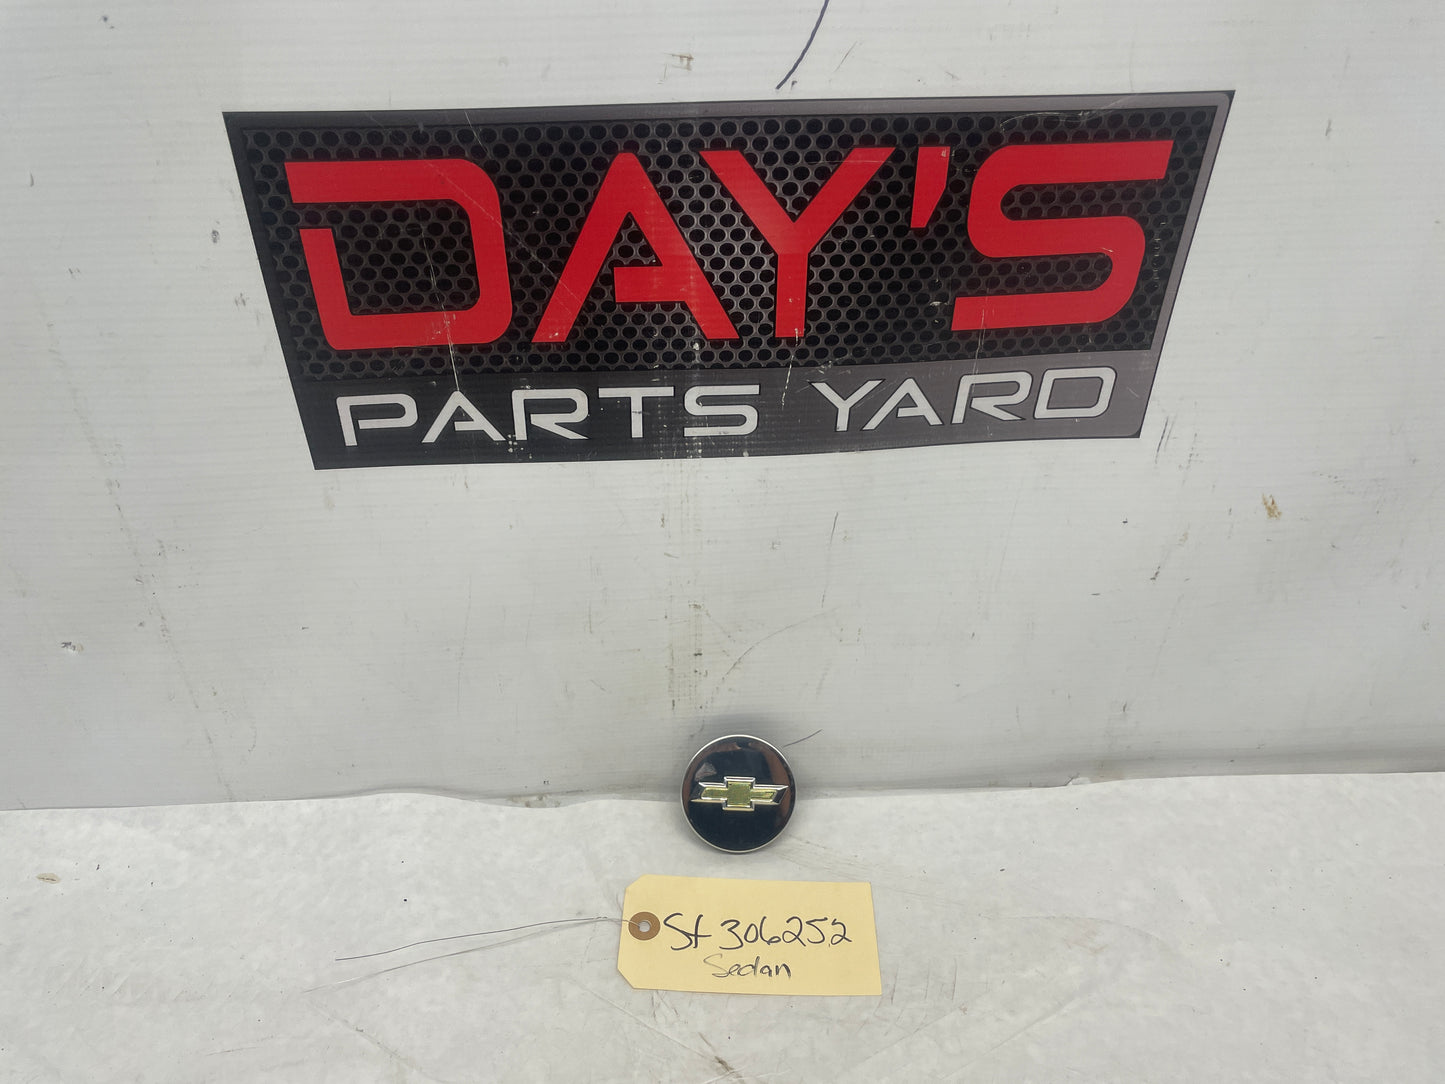 DAY'S
PARTS YARD
St 306252
Sedan